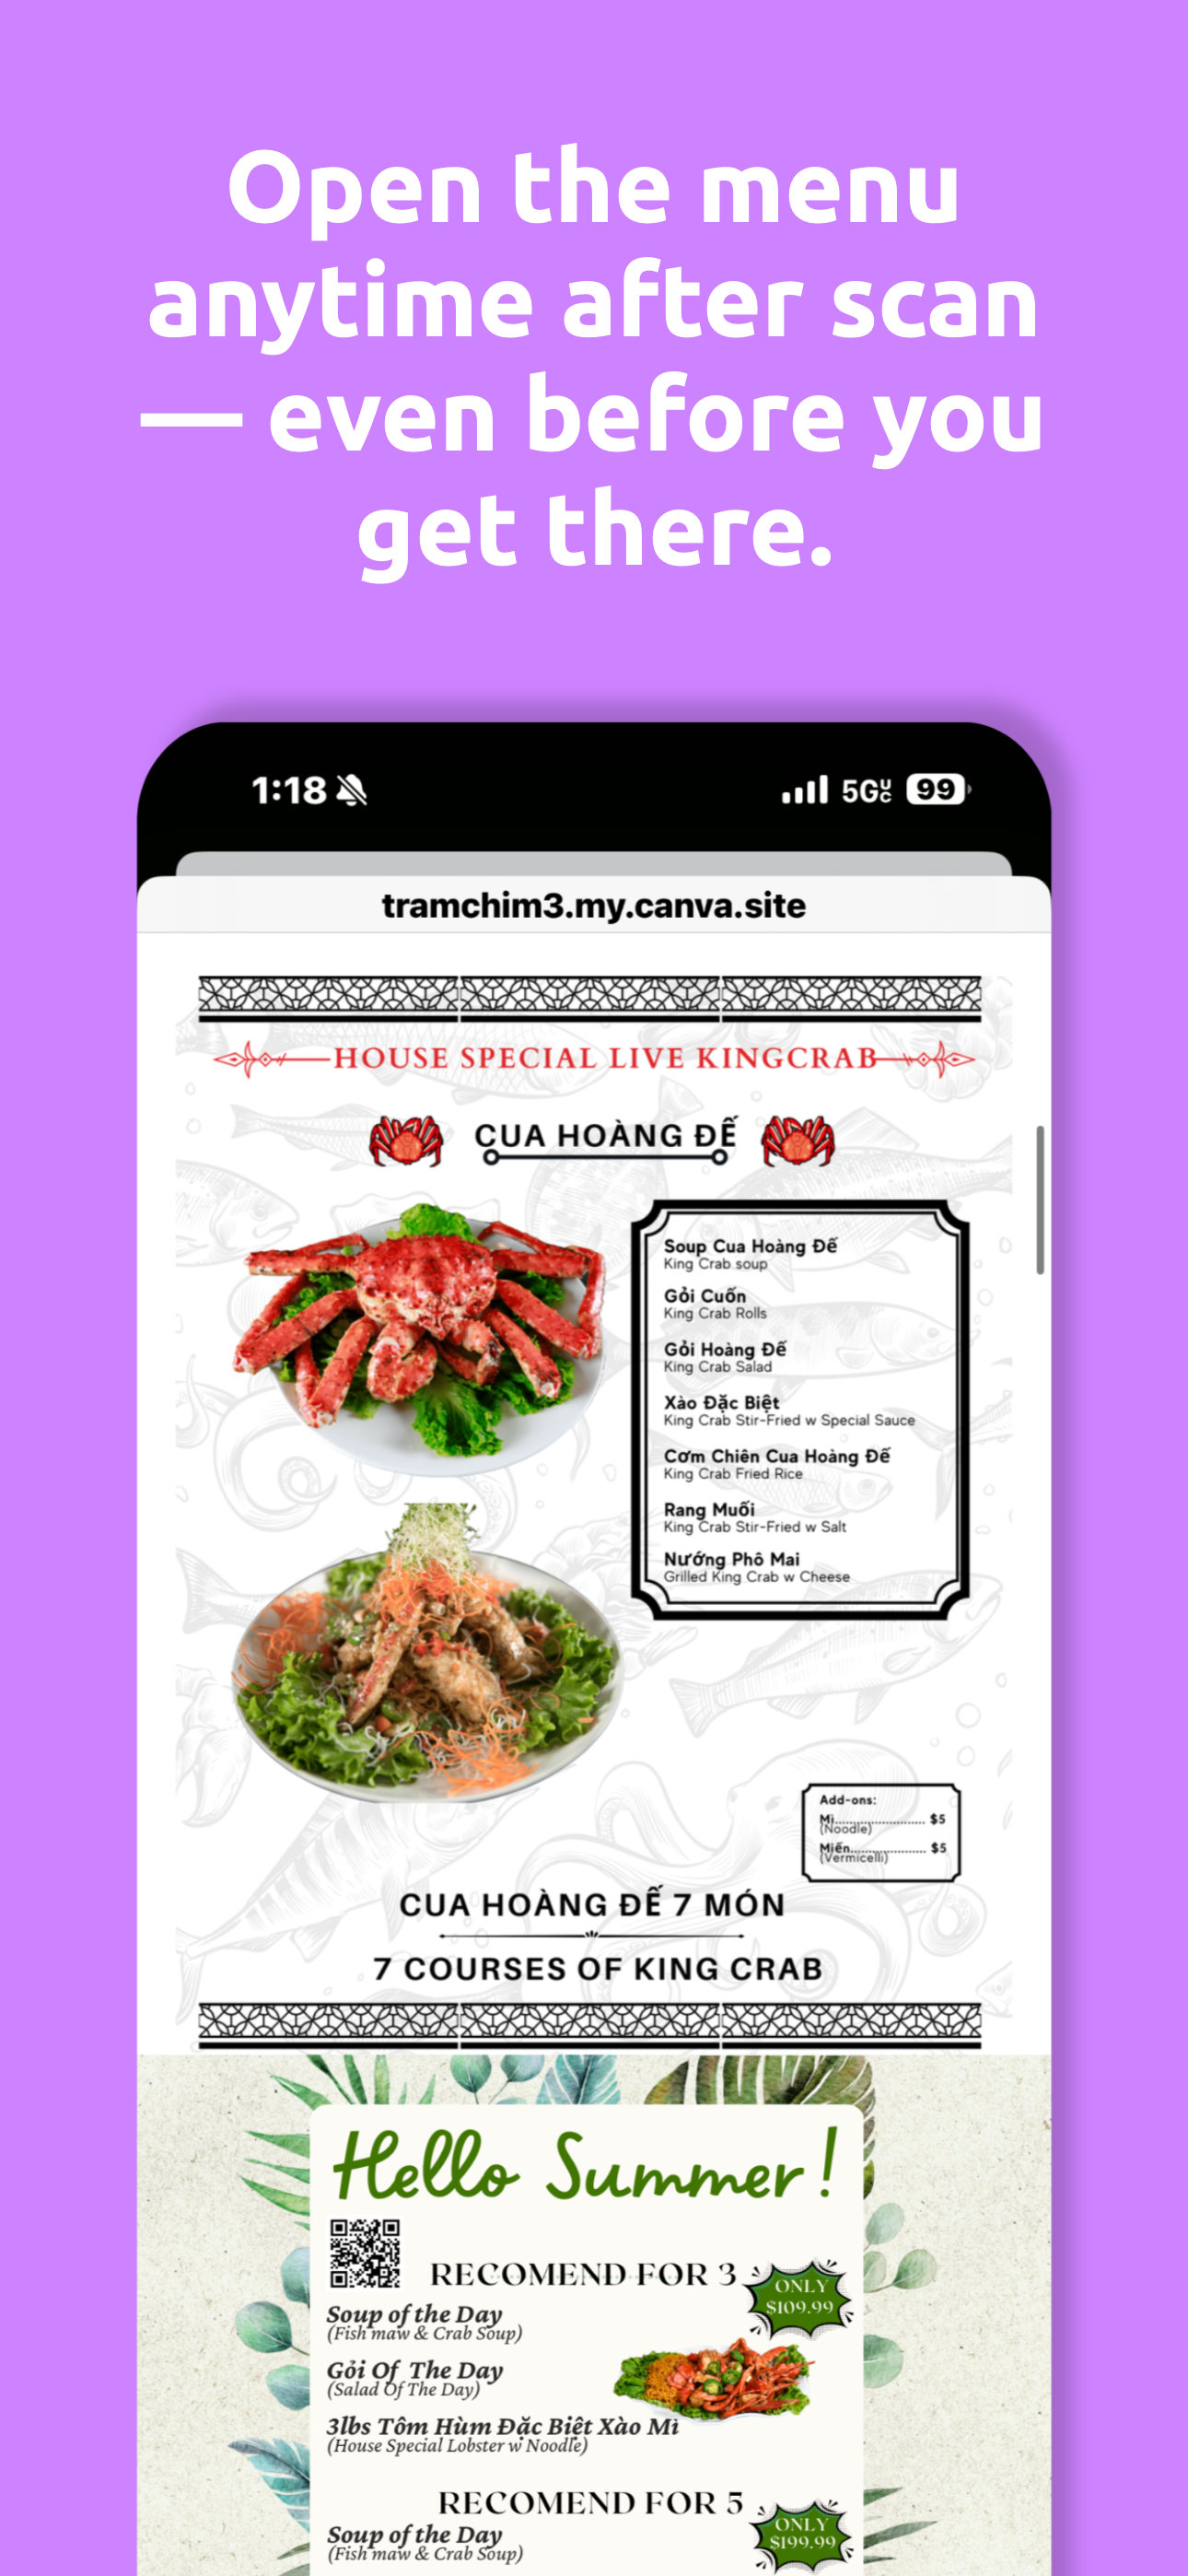 Open the menu
anytime after scan
— even before you
get there.
1:18
5G UC 99
tramchim3.my.canva.site
HOUSE SPECIAL LIVE KINGCRAB
CUA HOÀNG ĐẾ
Soup Cua Hoàng Đế
King Crab soup
Gỏi Cuốn
King Crab Rolls
Gỏi Hoàng Đế
King Crab Salad
Xào Đặc Biệt
King Crab Stir-Fried w Special Sauce
Cơm Chiên Cua Hoàng Đế
King Crab Fried Rice
Rang Muối
King Crab Stir-Fried w Salt
Nướng Phô Mai
Grilled King Crab w Cheese
Add-ons:
Mì........................ $5
(Noodle)
Miến.................... $5
(Vermicelli)
CUA HOÀNG ĐẾ 7 MÓN
7 COURSES OF KING CRAB
Hello Summer!
RECOMEND FOR 3
ONLY
$109.99
Soup of the Day
(Fish maw & Crab Soup)
Gỏi Of The Day
(Salad Of The Day)
3lbs Tôm Hùm Đặc Biệt Xào Mì
(House Special Lobster w Noodle)
RECOMEND FOR 5
ONLY
$199.99
Soup of the Day
(Fish maw & Crab Soup)